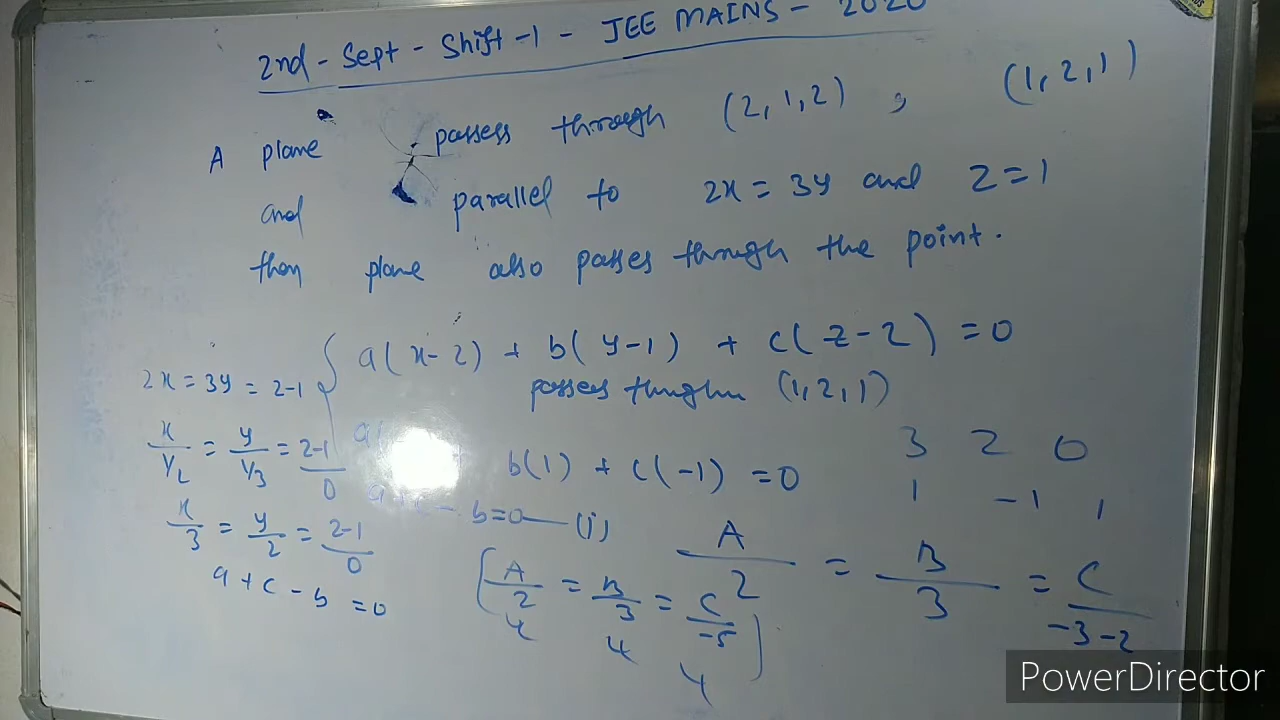 2nd - Sept - Shift -1 - JEE MAINS - 2020
A plane passess through (2, 1, 2) , (1, 2, 1)
and parallel to 2x = 3y and z = 1
then plane also passes through the point.
a(x-2) + b(y-1) + c(z-2) = 0
2x = 3y = z-1
passes through (1, 2, 1)
x/1/2 = y/1/3 = z-1/0
b(1) + c(-1) = 0
3 2 0
1 -1 1
x/3 = y/2 = z-1/0
- b=0 — (i)
a + c - b = 0
A/2 = B/3 = C/-5
A/2 = B/3 = C/-3-2
PowerDirector